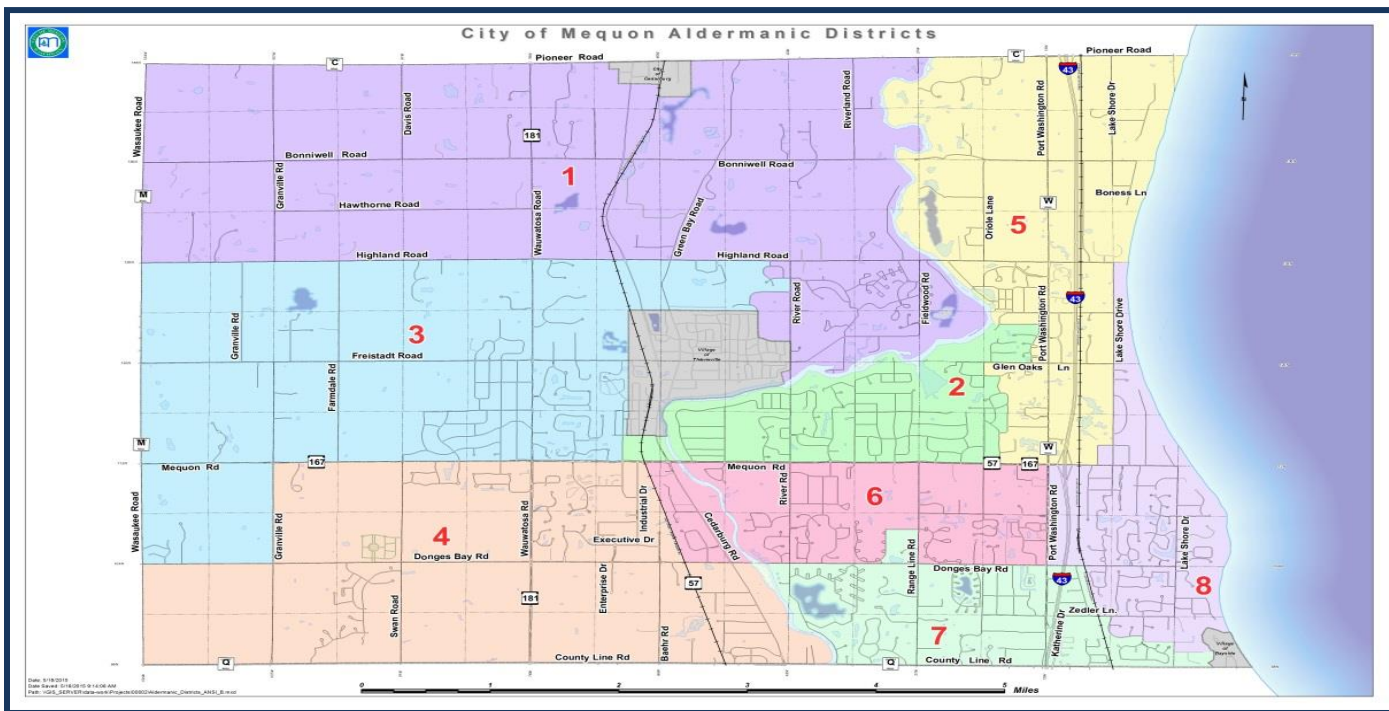 City of Mequon Aldermanic Districts
C
Pioneer Road
C
Pioneer Road
43
Wasaukee Road
Davis Road
181
Riverland Road
Port Washington Road
Lake Shore Dr
Bonniwell Road
Bonniwell Road
M
Granville Rd
1
Hawthorne Road
Wauwatosa Road
Green Bay Road
Boness Ln
W
Oriole Lane
5
Highland Road
Highland Road
43
Granville Rd
3
River Road
Fieldwood Rd
Port Washington Rd
Lake Shore Drive
Village
of
Thiensville
Freistadt Road
Farmdale Rd
Glen Oaks Ln
2
M
W
Mequon Rd
167
Mequon Rd
57
167
Wasaukee Road
Granville Rd
Wauwatosa Rd
Industrial Dr
Cedarburg Rd
River Rd
6
Port Washington Rd
Lake Shore Dr
4
Executive Dr
Donges Bay Rd
Range Line Rd
Donges Bay Rd
43
8
Swan Road
181
Enterprise Dr
57
Zedler Ln.
Baehr Rd
7
Katherine Dr
Village
of
Bayside
Q
County Line Rd
Q
County Line Rd
0
1
2
3
4
5
Miles